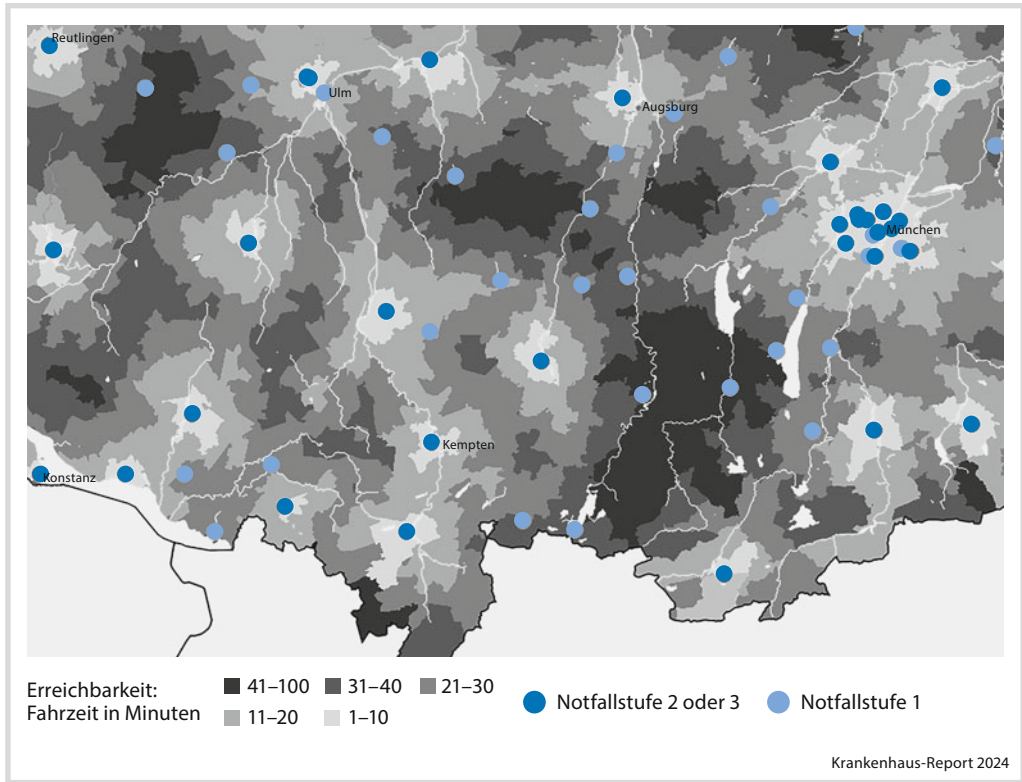 Reutlingen
Ulm
Augsburg
München
Kempten
Konstanz
Erreichbarkeit:
Fahrzeit in Minuten
41–100
31–40
21–30
11–20
1–10
Notfallstufe 2 oder 3
Notfallstufe 1
Krankenhaus-Report 2024